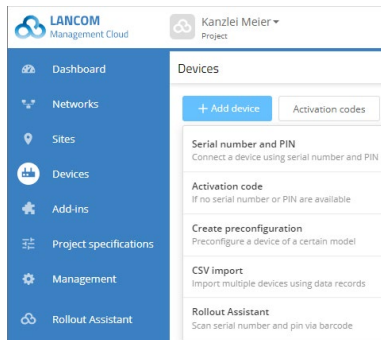 LANCOM
Management Cloud
Kanzlei Meier
Project
Dashboard
Networks
Sites
Devices
Add-ins
Project specifications
Management
Rollout Assistant
Devices
+ Add device
Activation codes
Serial number and PIN
Connect a device using serial number and PIN
Activation code
If no serial number or PIN are available
Create preconfiguration
Preconfigure a device of a certain model
CSV import
Import multiple devices using data records
Rollout Assistant
Scan serial number and pin via barcode